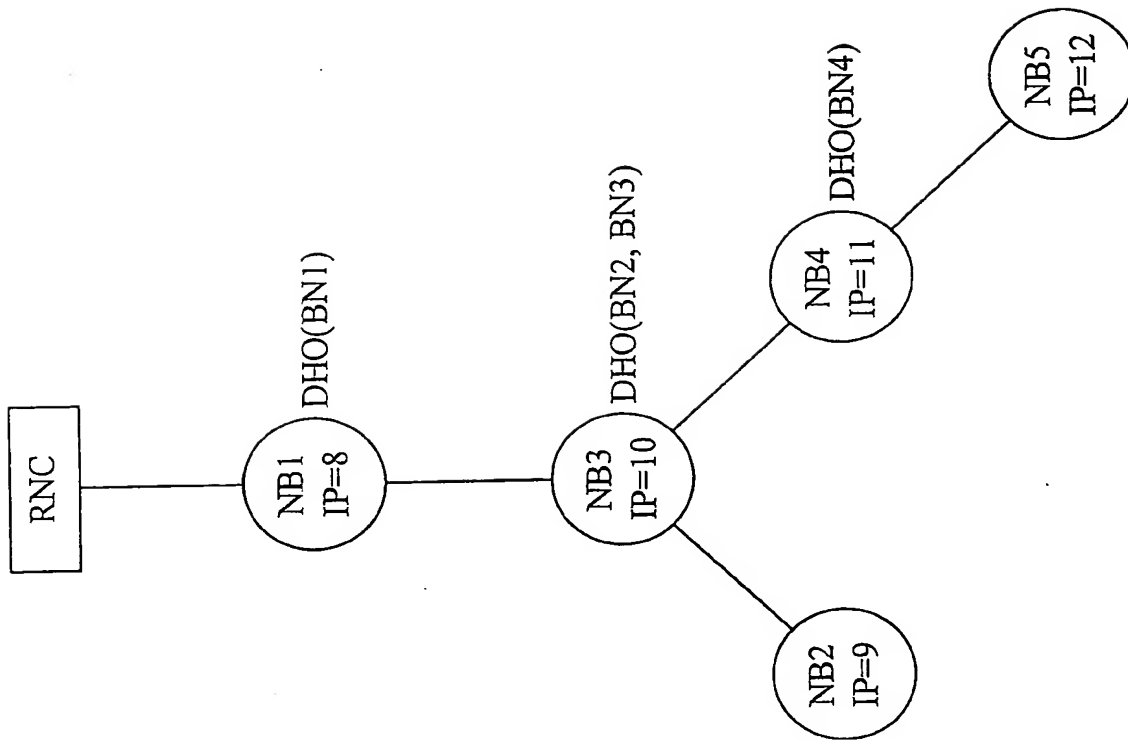 RNC
NB1
IP=8
DHO(BN1)
NB3
IP=10
DHO(BN2, BN3)
NB2
IP=9
NB4
IP=11
DHO(BN4)
NB5
IP=12